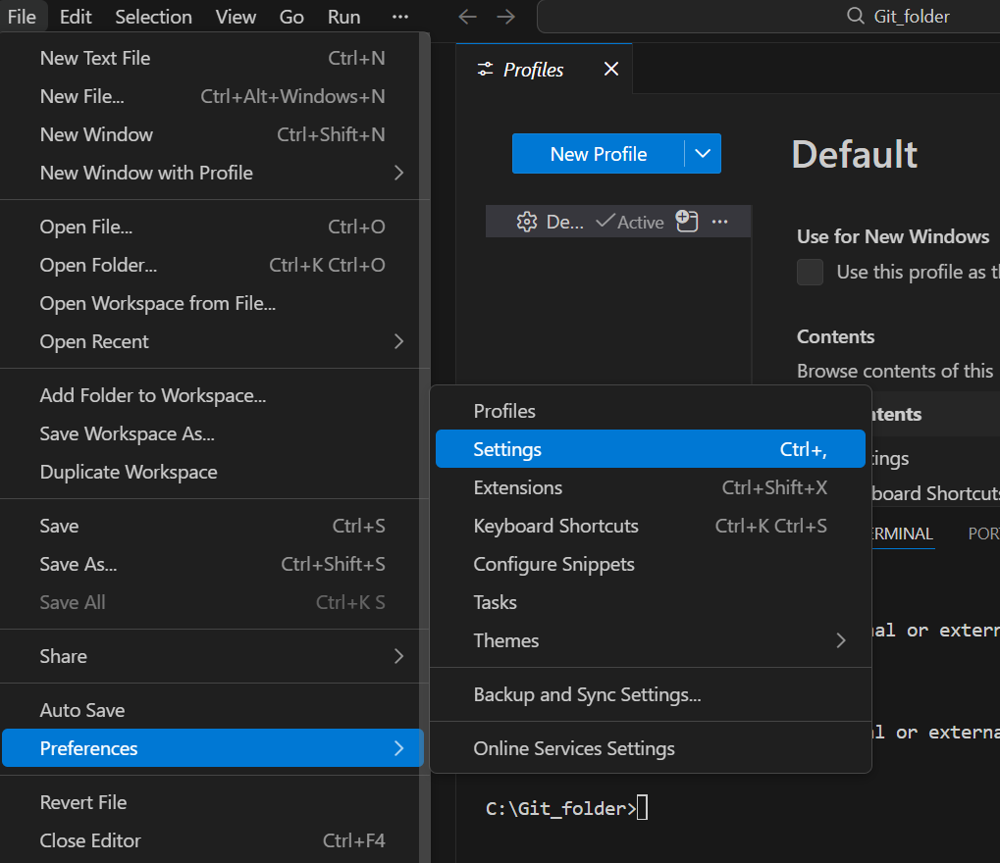 File Edit Selection View Go Run ...
Git_folder
New Text File Ctrl+N
New File... Ctrl+Alt+Windows+N
New Window Ctrl+Shift+N
New Window with Profile
Open File... Ctrl+O
Open Folder... Ctrl+K Ctrl+O
Open Workspace from File...
Open Recent
Add Folder to Workspace...
Save Workspace As...
Duplicate Workspace
Save Ctrl+S
Save As... Ctrl+Shift+S
Save All Ctrl+K S
Share
Auto Save
Preferences
Revert File
Close Editor Ctrl+F4
Profiles
New Profile
De... Active ...
Default
Use for New Windows
Use this profile as t
Contents
Browse contents of this
Profiles
Settings Ctrl+,
Extensions Ctrl+Shift+X
Keyboard Shortcuts Ctrl+K Ctrl+S
Configure Snippets
Tasks
Themes
Backup and Sync Settings...
Online Services Settings
ntents
ings
board Shortcuts
ERMINAL POR
al or extern
l or externa
C:\Git_folder>